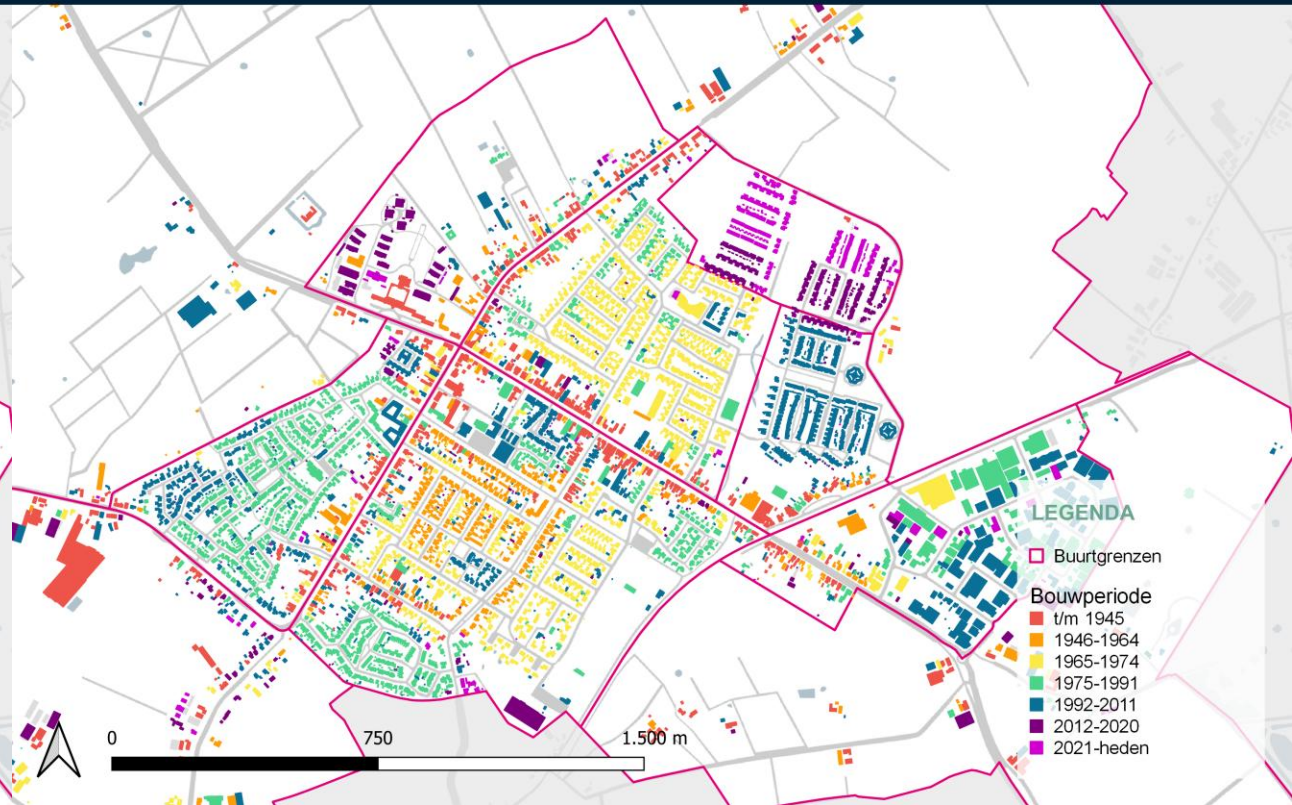 LEGENDA
Buurtgrenzen
Bouwperiode
t/m 1945
1946-1964
1965-1974
1975-1991
1992-2011
2012-2020
2021-heden
0 750 1.500 m